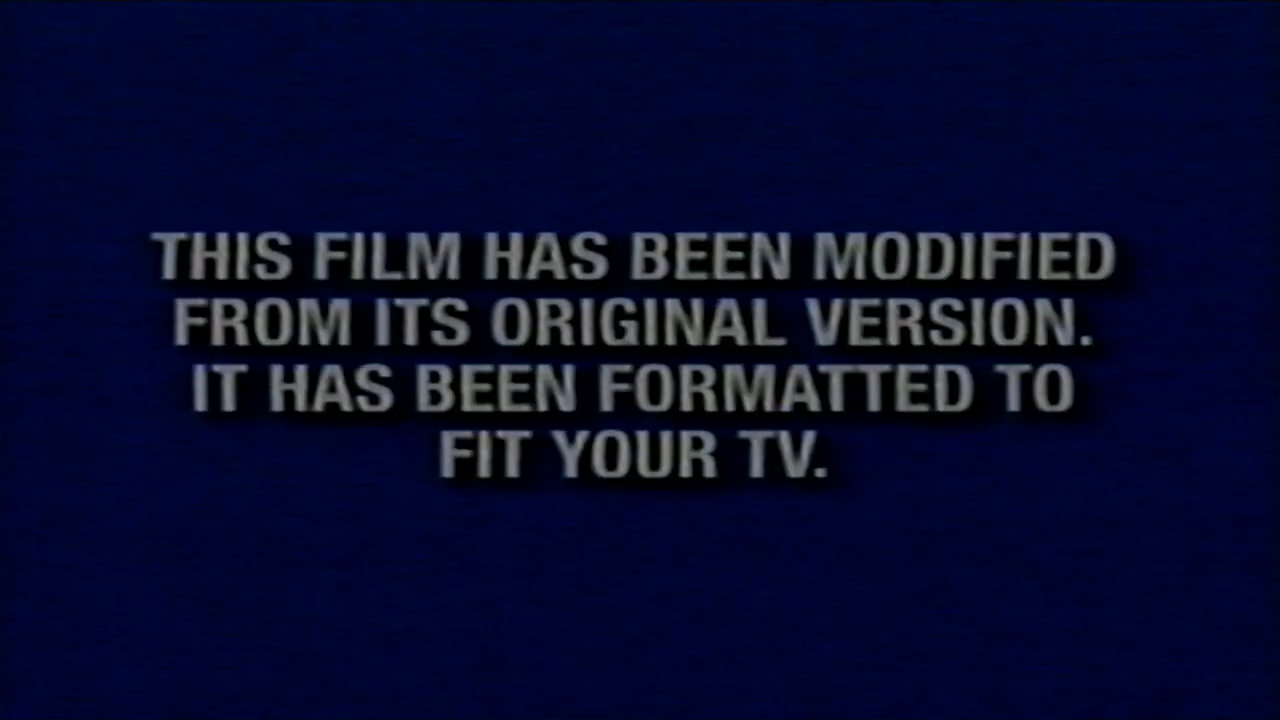 THIS FILM HAS BEEN MODIFIED
FROM ITS ORIGINAL VERSION.
IT HAS BEEN FORMATTED TO
FIT YOUR TV.